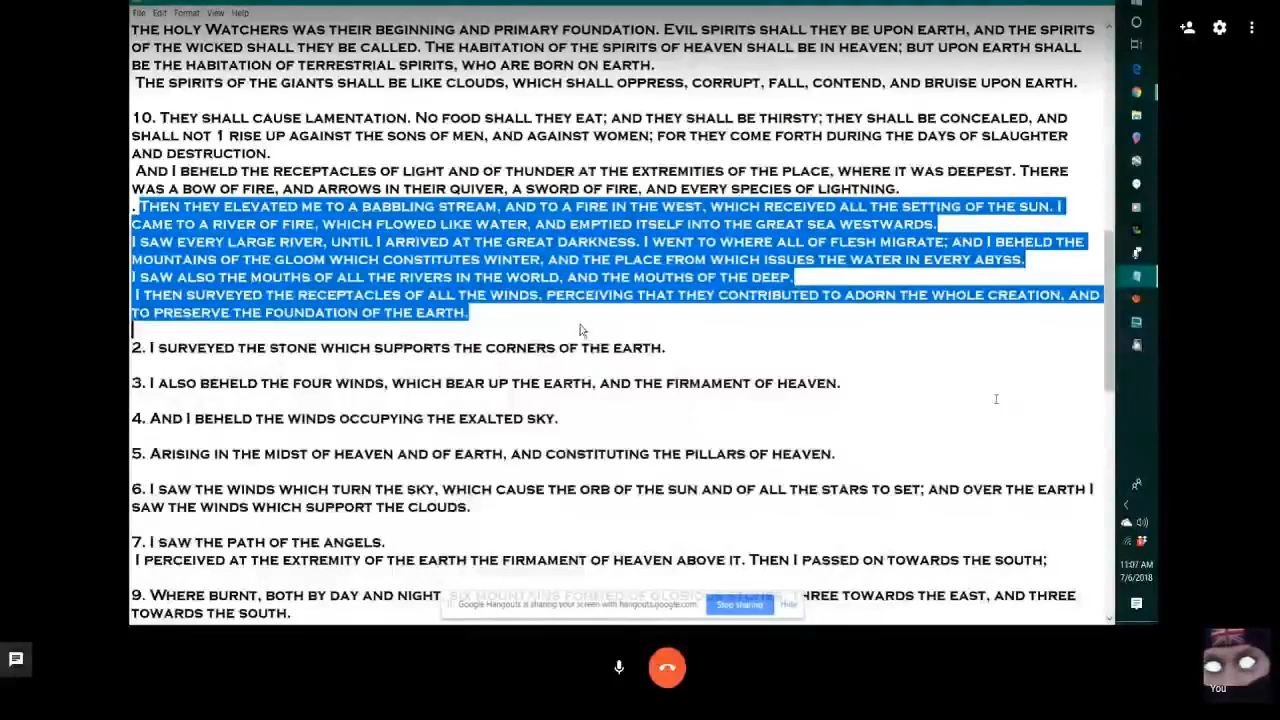 File Edit Format View Help
THE HOLY WATCHERS WAS THEIR BEGINNING AND PRIMARY FOUNDATION. EVIL SPIRITS SHALL THEY BE UPON EARTH, AND THE SPIRITS
OF THE WICKED SHALL THEY BE CALLED. THE HABITATION OF THE SPIRITS OF HEAVEN SHALL BE IN HEAVEN; BUT UPON EARTH SHALL
BE THE HABITATION OF TERRESTRIAL SPIRITS, WHO ARE BORN ON EARTH.
THE SPIRITS OF THE GIANTS SHALL BE LIKE CLOUDS, WHICH SHALL OPPRESS, CORRUPT, FALL, CONTEND, AND BRUISE UPON EARTH.
10. THEY SHALL CAUSE LAMENTATION. NO FOOD SHALL THEY EAT; AND THEY SHALL BE THIRSTY; THEY SHALL BE CONCEALED, AND
SHALL NOT 1 RISE UP AGAINST THE SONS OF MEN, AND AGAINST WOMEN; FOR THEY COME FORTH DURING THE DAYS OF SLAUGHTER
AND DESTRUCTION.
AND I BEHELD THE RECEPTACLES OF LIGHT AND OF THUNDER AT THE EXTREMITIES OF THE PLACE, WHERE IT WAS DEEPEST. THERE
WAS A BOW OF FIRE, AND ARROWS IN THEIR QUIVER, A SWORD OF FIRE, AND EVERY SPECIES OF LIGHTNING.
. THEN THEY ELEVATED ME TO A BABBLING STREAM, AND TO A FIRE IN THE WEST, WHICH RECEIVED ALL THE SETTING OF THE SUN. I
CAME TO A RIVER OF FIRE, WHICH FLOWED LIKE WATER, AND EMPTIED ITSELF INTO THE GREAT SEA WESTWARDS.
I SAW EVERY LARGE RIVER, UNTIL I ARRIVED AT THE GREAT DARKNESS. I WENT TO WHERE ALL OF FLESH MIGRATE; AND I BEHELD THE
MOUNTAINS OF THE GLOOM WHICH CONSTITUTES WINTER, AND THE PLACE FROM WHICH ISSUES THE WATER IN EVERY ABYSS.
I SAW ALSO THE MOUTHS OF ALL THE RIVERS IN THE WORLD, AND THE MOUTHS OF THE DEEP.
I THEN SURVEYED THE RECEPTACLES OF ALL THE WINDS, PERCEIVING THAT THEY CONTRIBUTED TO ADORN THE WHOLE CREATION, AND
TO PRESERVE THE FOUNDATION OF THE EARTH.
2. I SURVEYED THE STONE WHICH SUPPORTS THE CORNERS OF THE EARTH.
3. I ALSO BEHELD THE FOUR WINDS, WHICH BEAR UP THE EARTH, AND THE FIRMAMENT OF HEAVEN.
4. AND I BEHELD THE WINDS OCCUPYING THE EXALTED SKY.
5. ARISING IN THE MIDST OF HEAVEN AND OF EARTH, AND CONSTITUTING THE PILLARS OF HEAVEN.
6. I SAW THE WINDS WHICH TURN THE SKY, WHICH CAUSE THE ORB OF THE SUN AND OF ALL THE STARS TO SET; AND OVER THE EARTH I
SAW THE WINDS WHICH SUPPORT THE CLOUDS.
7. I SAW THE PATH OF THE ANGELS.
I PERCEIVED AT THE EXTREMITY OF THE EARTH THE FIRMAMENT OF HEAVEN ABOVE IT. THEN I PASSED ON TOWARDS THE SOUTH;
9. WHERE BURNT, BOTH BY DAY AND NIGHT, SIX MOUNTAINS FORMED OF GLORIOUS STONES, THREE TOWARDS THE EAST, AND THREE
TOWARDS THE SOUTH.
Google Hangouts is sharing your screen with hangouts.google.com. Stop sharing Hide
11:07 AM
7/6/2018
You